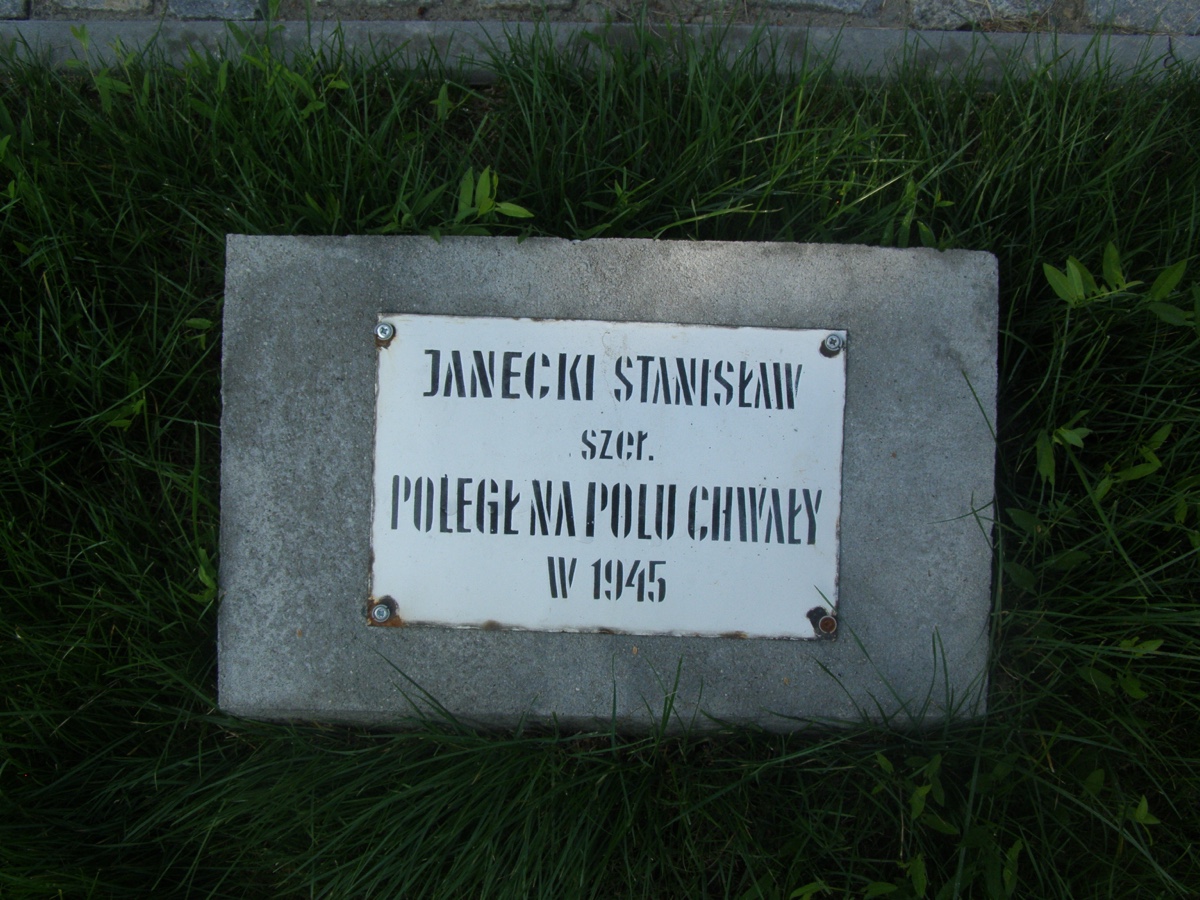 JANECKI STANISŁAW
szer.
POLEGŁ NA POLU CHWAŁY
W 1945